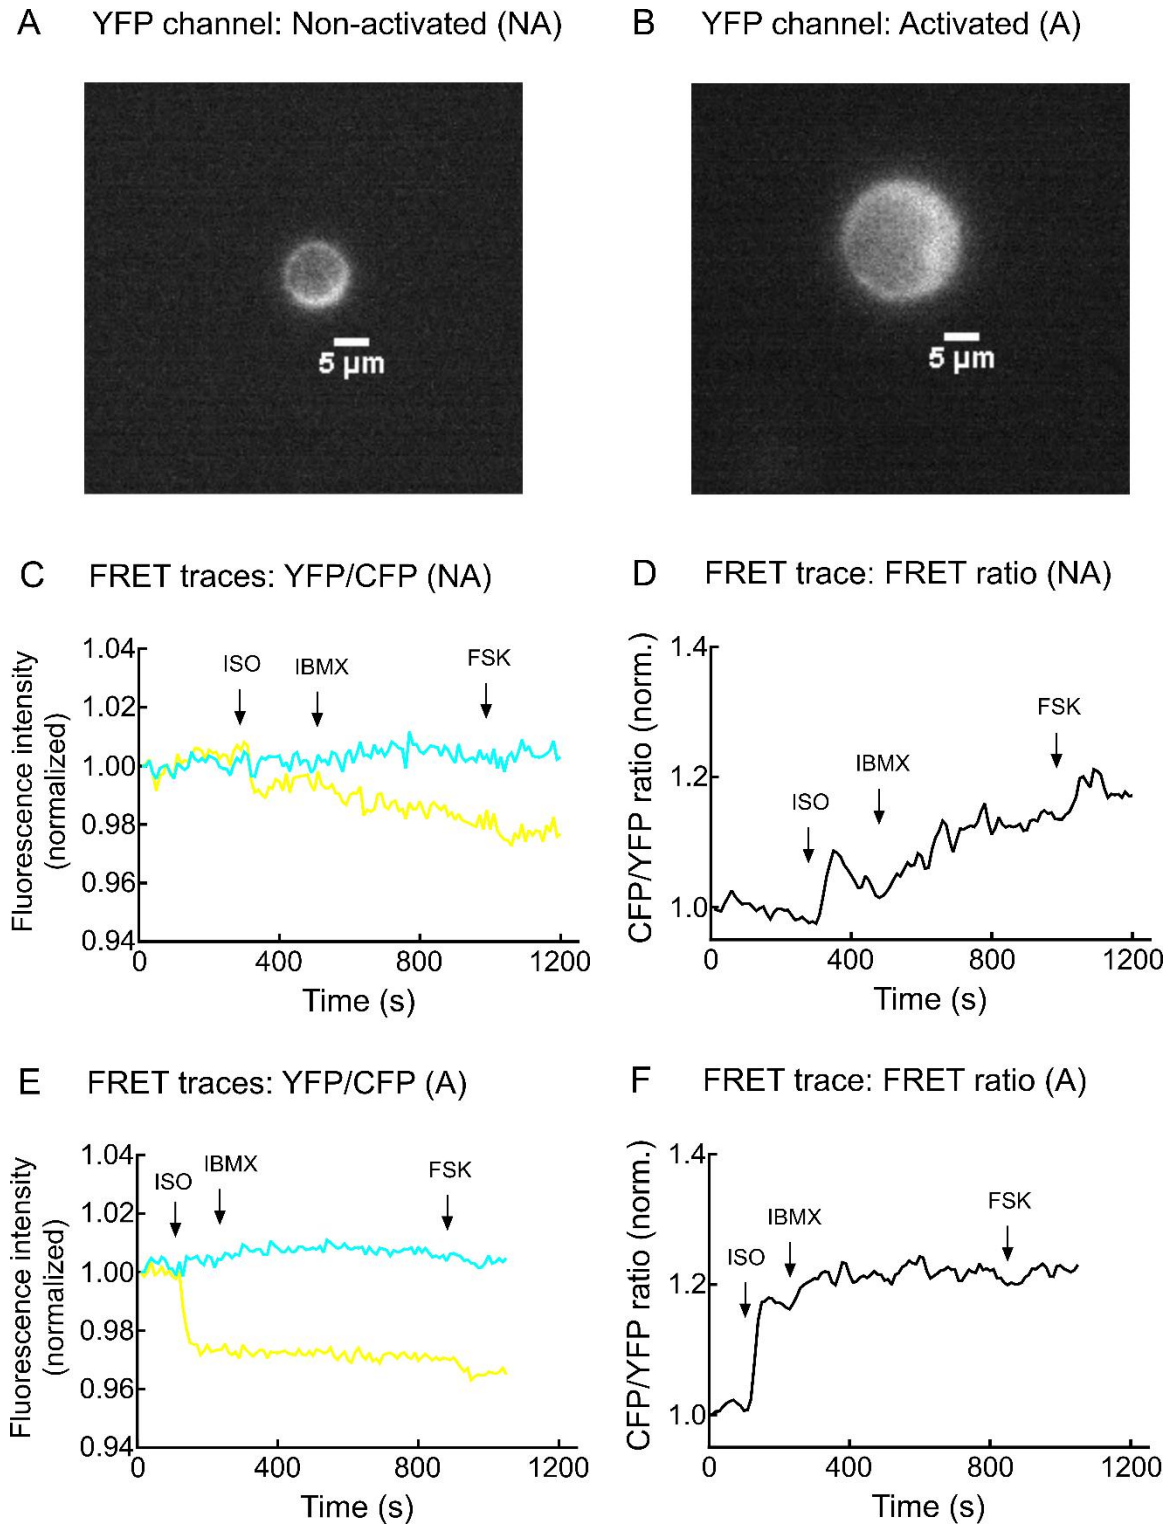 A YFP channel: Non-activated (NA)
B YFP channel: Activated (A)
5 µm
5 µm
C FRET traces: YFP/CFP (NA)
Fluorescence intensity
(normalized)
1.04
1.02
1.00
0.98
0.96
0.94
ISO
IBMX
FSK
0 400 800 1200
Time (s)
D FRET trace: FRET ratio (NA)
CFP/YFP ratio (norm.)
1.4
1.2
1.0
ISO
IBMX
FSK
0 400 800 1200
Time (s)
E FRET traces: YFP/CFP (A)
Fluorescence intensity
(normalized)
1.04
1.02
1.00
0.98
0.96
0.94
ISO
IBMX
FSK
0 400 800 1200
Time (s)
F FRET trace: FRET ratio (A)
CFP/YFP ratio (norm.)
1.4
1.2
1.0
ISO
IBMX
FSK
0 400 800 1200
Time (s)